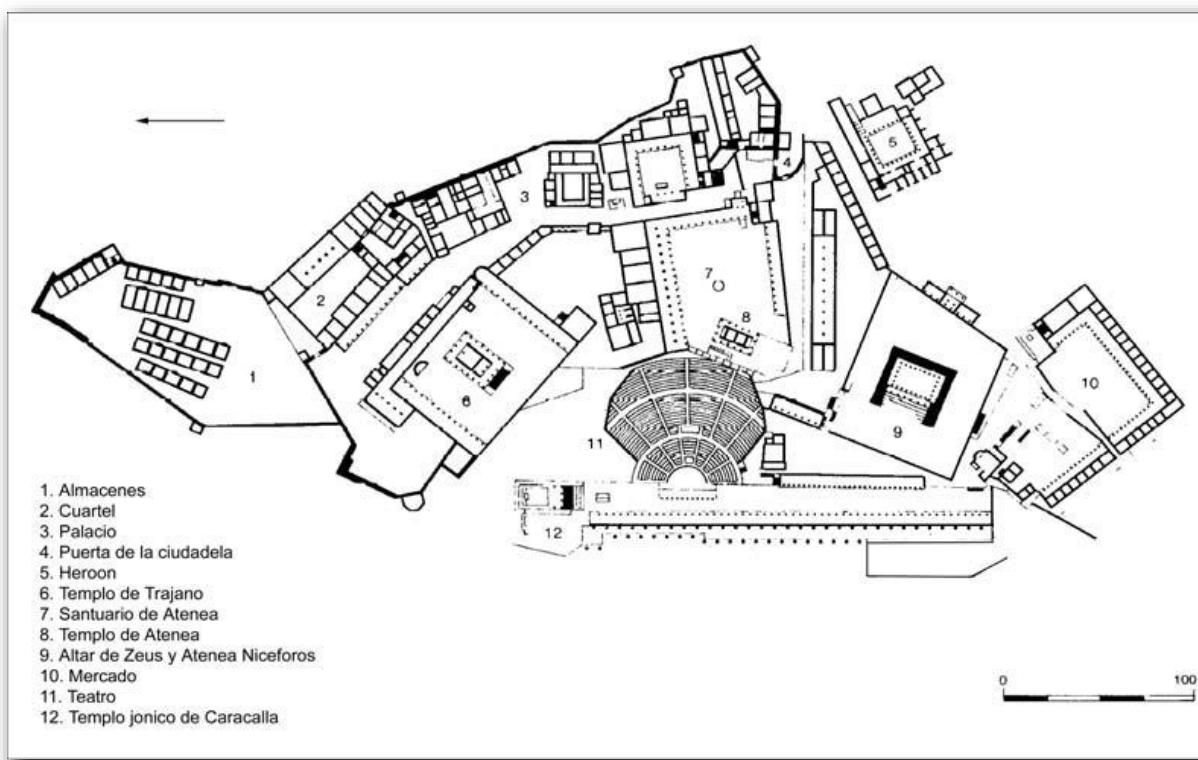 4
5
3
7
2
8
1
6
10
9
11
12
1. Almacenes
2. Cuartel
3. Palacio
4. Puerta de la ciudadela
5. Heroon
6. Templo de Trajano
7. Santuario de Atenea
8. Templo de Atenea
9. Altar de Zeus y Atenea Niceforos
10. Mercado
11. Teatro
12. Templo jonico de Caracalla
0 100